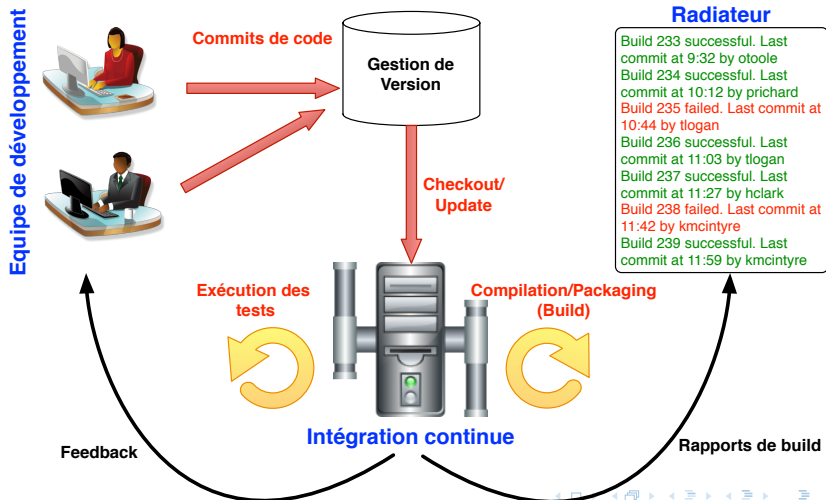 Equipe de développement
Commits de code
Gestion de
Version
Radiateur
Build 233 successful. Last
commit at 9:32 by otoole
Build 234 successful. Last
commit at 10:12 by prichard
Build 235 failed. Last commit at
10:44 by tlogan
Build 236 successful. Last
commit at 11:03 by tlogan
Build 237 successful. Last
commit at 11:27 by hclark
Build 238 failed. Last commit at
11:42 by kmcintyre
Build 239 successful. Last
commit at 11:59 by kmcintyre
Checkout/
Update
Exécution des
tests
Compilation/Packaging
(Build)
Intégration continue
Feedback
Rapports de build